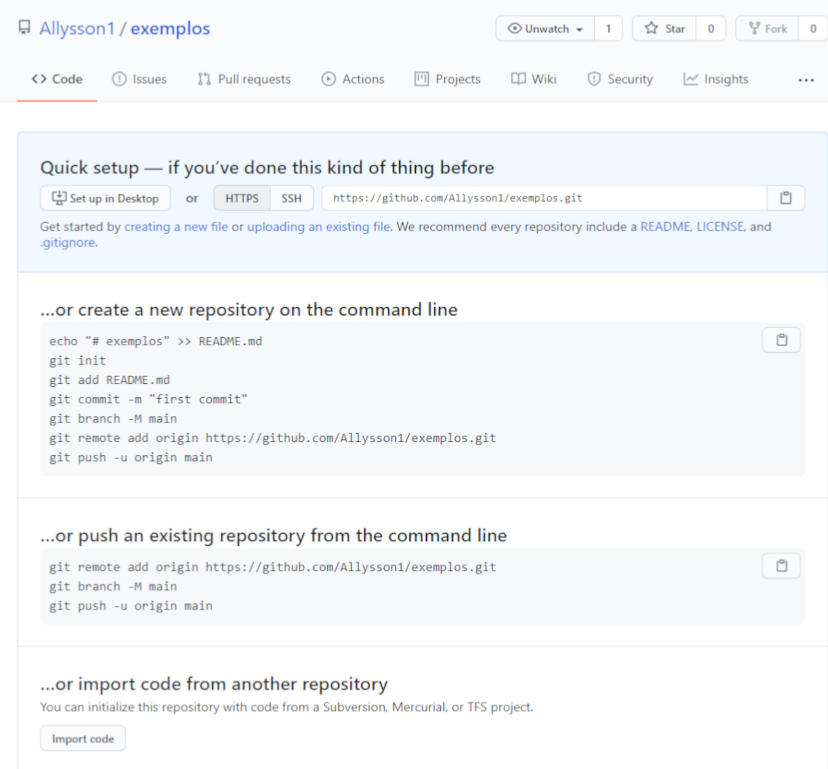 Allysson1 / exemplos
Unwatch 1 Star 0 Fork 0
Code Issues Pull requests Actions Projects Wiki Security Insights ...
Quick setup — if you've done this kind of thing before
Set up in Desktop or HTTPS SSH https://github.com/Allysson1/exemplos.git
Get started by creating a new file or uploading an existing file. We recommend every repository include a README, LICENSE, and
.gitignore.
...or create a new repository on the command line
echo "# exemplos" >> README.md
git init
git add README.md
git commit -m "first commit"
git branch -M main
git remote add origin https://github.com/Allysson1/exemplos.git
git push -u origin main
...or push an existing repository from the command line
git remote add origin https://github.com/Allysson1/exemplos.git
git branch -M main
git push -u origin main
...or import code from another repository
You can initialize this repository with code from a Subversion, Mercurial, or TFS project.
Import code